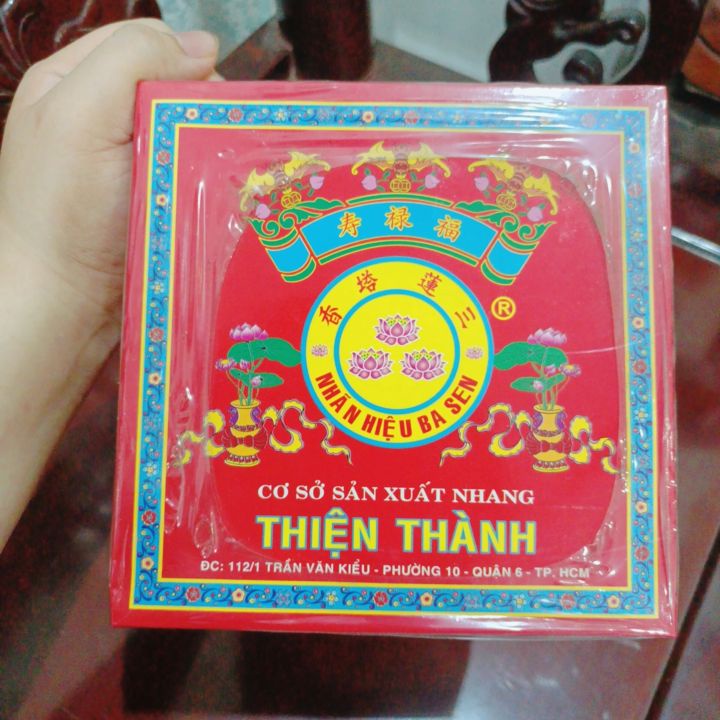 寿禄福
香塔蓮三
®
NHÃN HIỆU BA SEN
CƠ SỞ SẢN XUẤT NHANG
THIỆN THÀNH
ĐC: 112/1 TRẦN VĂN KIỂU - PHƯỜNG 10 - QUẬN 6 - TP. HCM